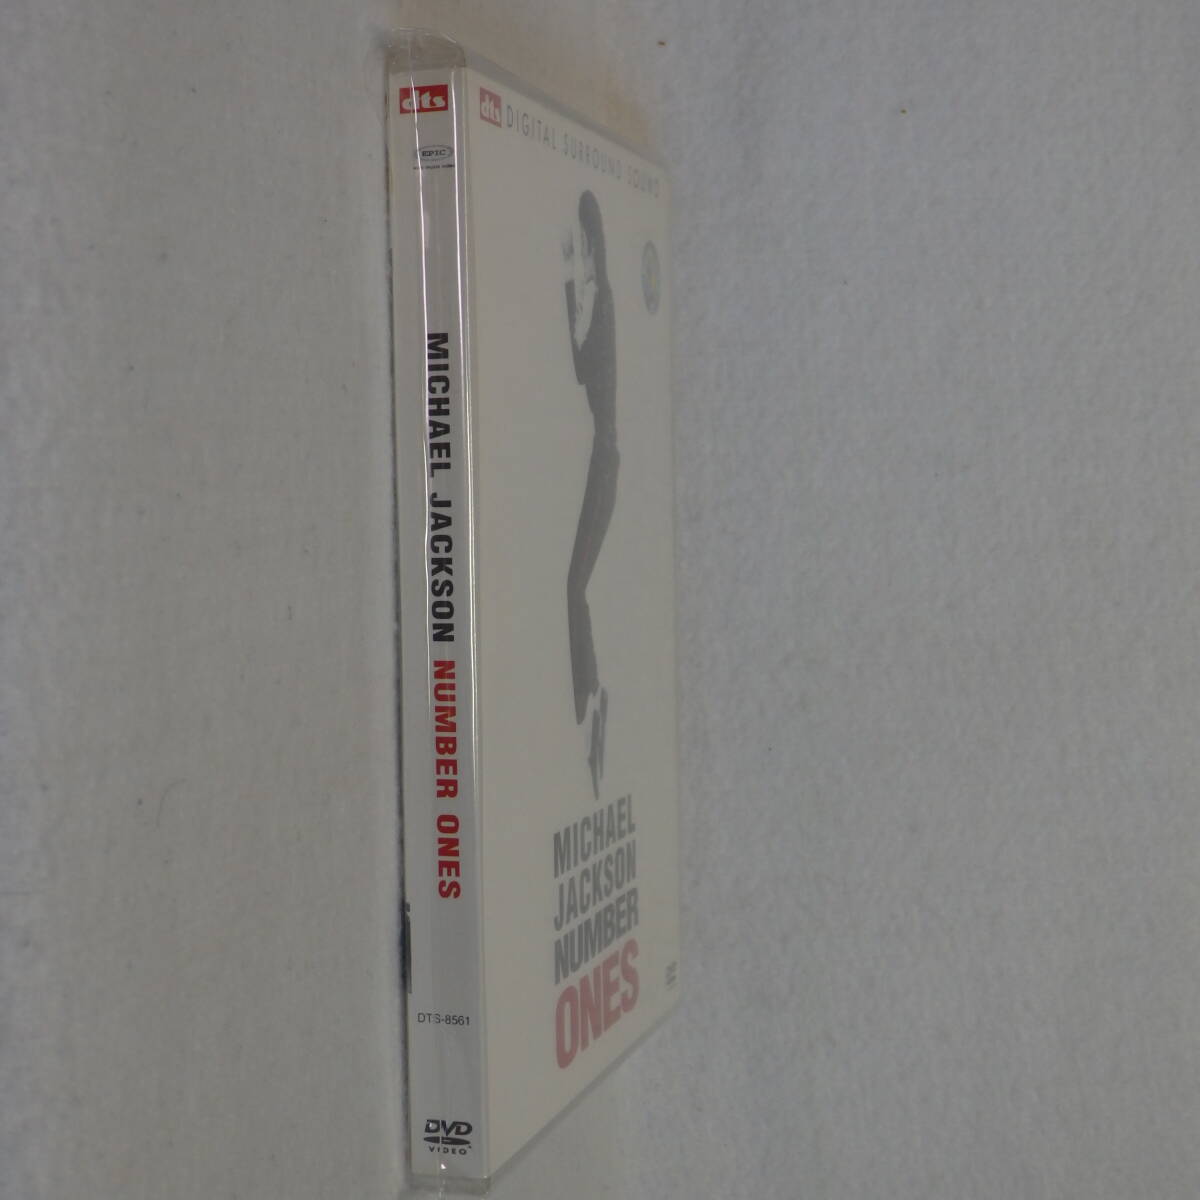 dts
EPIC
MICHAEL JACKSON NUMBER ONES
DTS-8561
DVD
VIDEO
dts DIGITAL SURROUND SOUND
MICHAEL
JACKSON
NUMBER
ONES